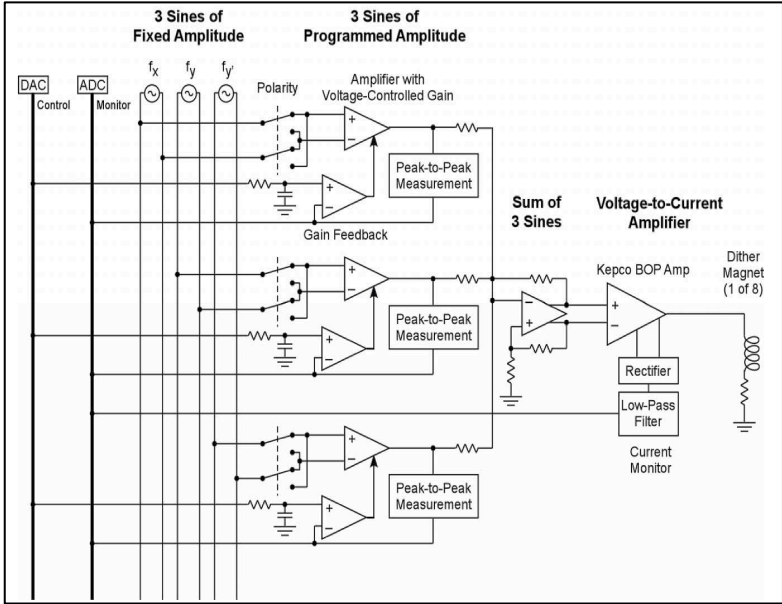 3 Sines of
Fixed Amplitude
3 Sines of
Programmed Amplitude
DAC
Control
ADC
Monitor
fx
fy
fy'
Polarity
Amplifier with
Voltage-Controlled Gain
+
−
Peak-to-Peak
Measurement
+
−
Gain Feedback
+
−
Peak-to-Peak
Measurement
+
−
Sum of
3 Sines
−
+
Voltage-to-Current
Amplifier
Kepco BOP Amp
+
−
Dither
Magnet
(1 of 8)
Rectifier
Low-Pass
Filter
Current
Monitor
+
−
Peak-to-Peak
Measurement
+
−